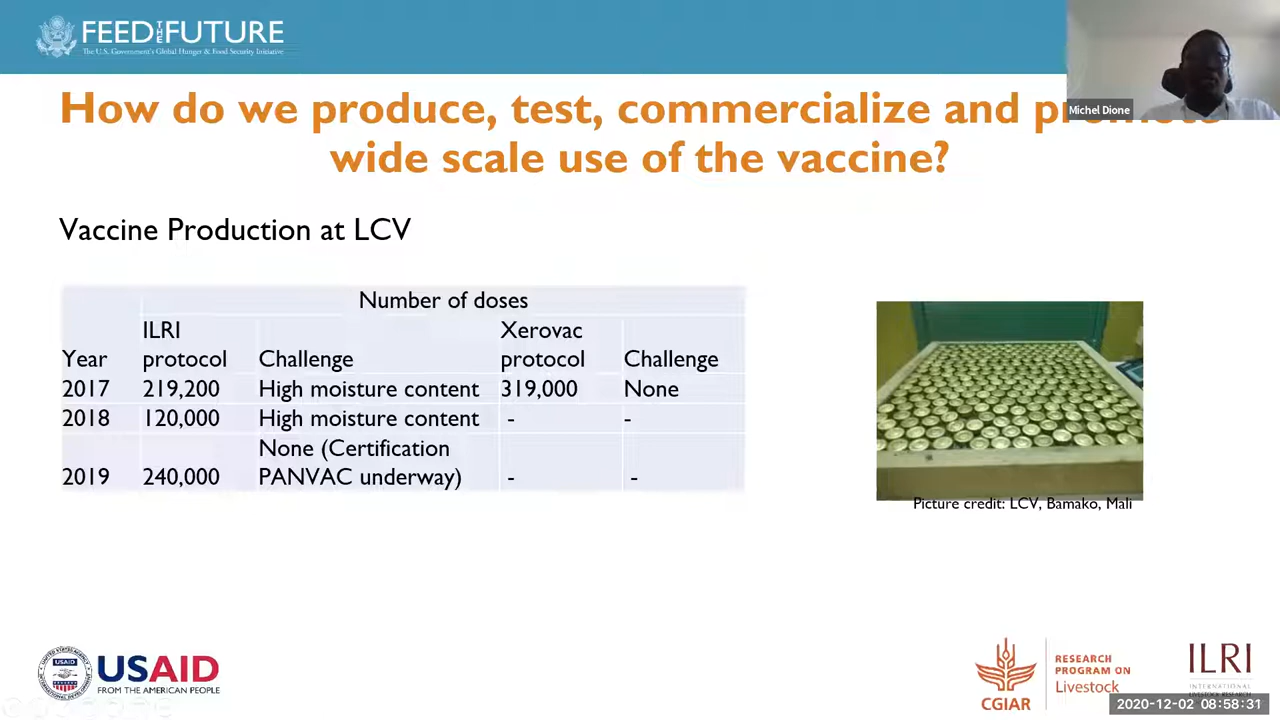 FEED THE FUTURE
The U.S. Government's Global Hunger & Food Security Initiative
Michel Dione
How do we produce, test, commercialize and promote
wide scale use of the vaccine?
Vaccine Production at LCV
Number of doses
Year ILRI protocol Challenge Xerovac protocol Challenge
2017 219,200 High moisture content 319,000 None
2018 120,000 High moisture content - -
2019 240,000 None (Certification PANVAC underway) - -
Picture credit: LCV, Bamako, Mali
USAID
USAID
FROM THE AMERICAN PEOPLE
CGIAR
RESEARCH
PROGRAM ON
Livestock
ILRI
INTERNATIONAL
2020-12-02 08:58:31